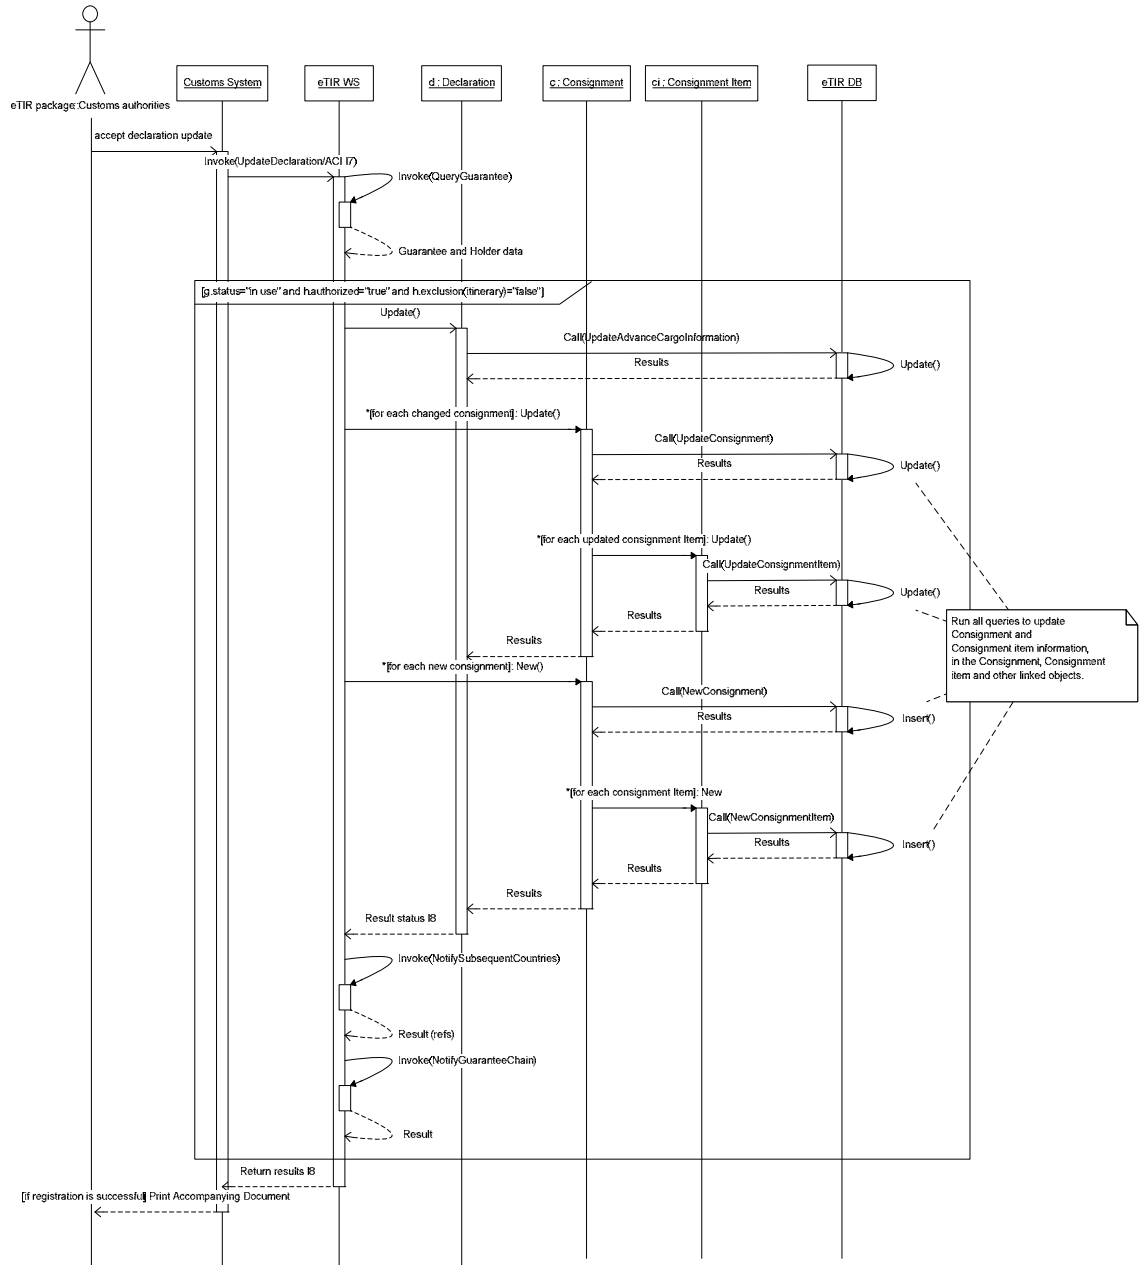 Customs System
eTIR WS
d : Declaration
c : Consignment
ci : Consignment Item
eTIR DB
eTIR package::Customs authorities
accept declaration update
Invoke(UpdateDeclaration/ACI I7)
Invoke(QueryGuarantee)
Guarantee and Holder data
[g.status="in use" and h.authorized="true" and h.exclusion(itinerary)="false"]
Update()
Call(UpdateAdvanceCargoInformation)
Results
Update()
*[for each changed consignment]: Update()
Call(UpdateConsignment)
Results
Update()
*[for each updated consignment Item]: Update()
Call(UpdateConsignmentItem)
Results
Update()
Results
Results
Run all queries to update
Consignment and
Consignment item information,
in the Consignment, Consignment
item and other linked objects.
*[for each new consignment]: New()
Call(NewConsignment)
Results
Insert()
*[for each consignment Item]: New
Call(NewConsignmentItem)
Results
Insert()
Results
Results
Result status I8
Invoke(NotifySubsequentCountries)
Result (refs)
Invoke(NotifyGuaranteeChain)
Result
Return results I8
[if registration is successful] Print Accompanying Document